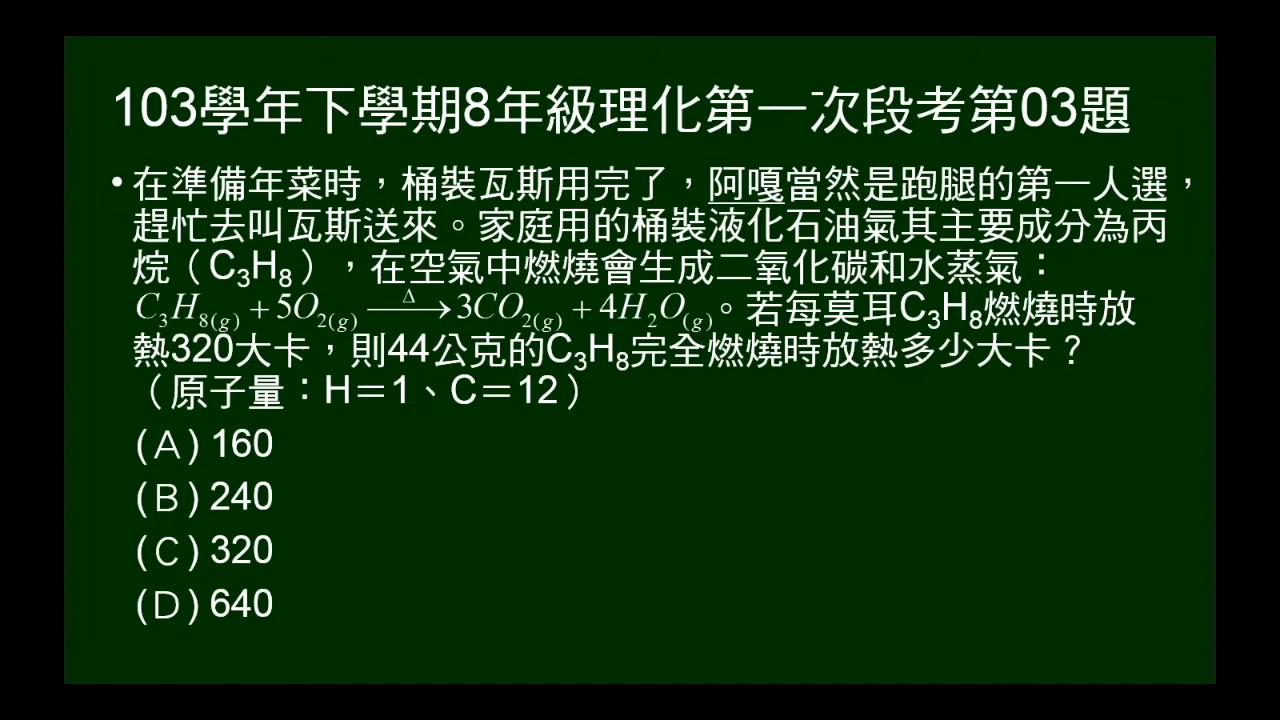 103學年下學期8年級理化第一次段考第03題
•在準備年菜時，桶裝瓦斯用完了，阿嘎當然是跑腿的第一人選，
趕忙去叫瓦斯送來。家庭用的桶裝液化石油氣其主要成分為丙
烷（C₃H₈），在空氣中燃燒會生成二氧化碳和水蒸氣：
C₃H₈(g) + 5O₂(g) —Δ→ 3CO₂(g) + 4H₂O(g)。若每莫耳C₃H₈燃燒時放
熱320大卡，則44公克的C₃H₈完全燃燒時放熱多少大卡？
（原子量：H＝1、C＝12）
(A) 160
(B) 240
(C) 320
(D) 640